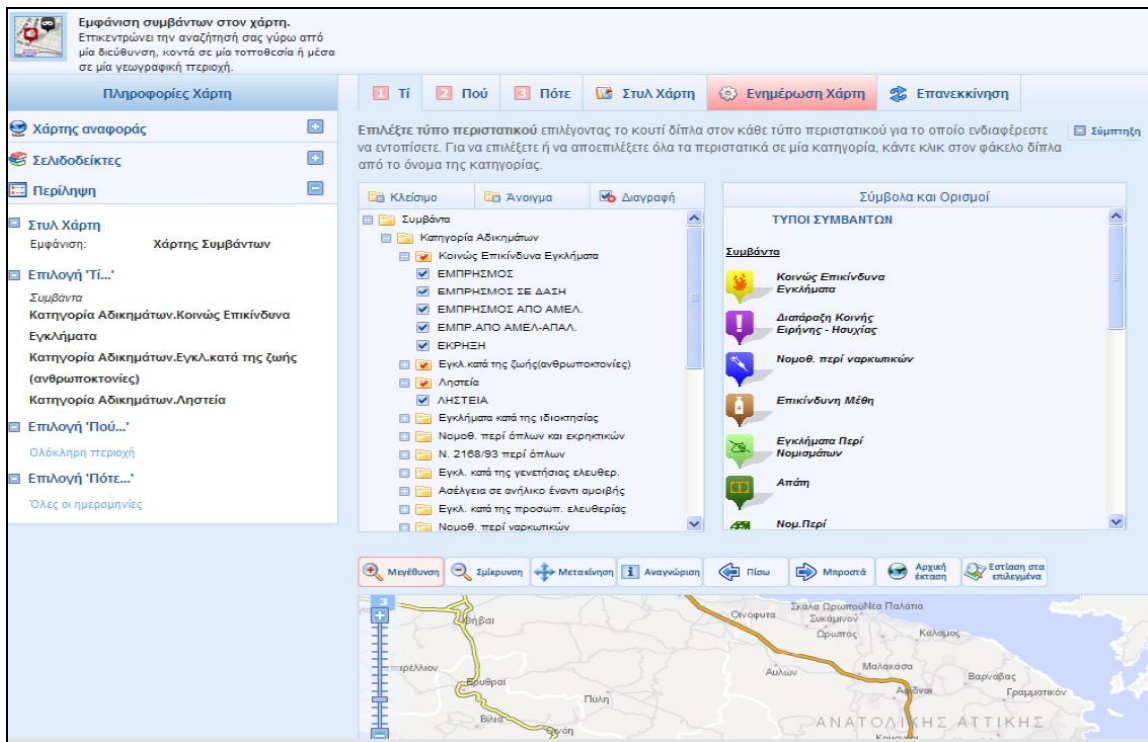 Εμφάνιση συμβάντων στον χάρτη.
Επικεντρώνει την αναζήτησή σας γύρω από
μία διεύθυνση, κοντά σε μία τοποθεσία ή μέσα
σε μία γεωγραφική περιοχή.
Πληροφορίες Χάρτη
Χάρτης αναφοράς
Σελιδοδείκτες
Περίληψη
Στυλ Χάρτη
Εμφάνιση: Χάρτης Συμβάντων
Επιλογή 'Τί...'
Συμβάντα
Κατηγορία Αδικημάτων.Κοινώς Επικίνδυνα
Εγκλήματα
Κατηγορία Αδικημάτων.Εγκλ.κατά της ζωής
(ανθρωποκτονίες)
Κατηγορία Αδικημάτων.Ληστεία
Επιλογή 'Πού...'
Ολόκληρη περιοχή
Επιλογή 'Πότε...'
Όλες οι ημερομηνίες
1 Τί 2 Πού 3 Πότε Στυλ Χάρτη Ενημέρωση Χάρτη Επανεκκίνηση
Επιλέξτε τύπο περιστατικού επιλέγοντας το κουτί δίπλα στον κάθε τύπο περιστατικού για το οποίο ενδιαφέρεστε
να εντοπίσετε. Για να επιλέξετε ή να αποεπιλέξετε όλα τα περιστατικά σε μία κατηγορία, κάντε κλικ στον φάκελο δίπλα
από το όνομα της κατηγορίας.
Σύμπτηξη
Κλείσιμο Άνοιγμα Διαγραφή
Συμβάντα
Κατηγορία Αδικημάτων
Κοινώς Επικίνδυνα Εγκλήματα
ΕΜΠΡΗΣΜΟΣ
ΕΜΠΡΗΣΜΟΣ ΣΕ ΔΑΣΗ
ΕΜΠΡΗΣΜΟΣ ΑΠΟ ΑΜΕΛ.
ΕΜΠΡ.ΑΠΟ ΑΜΕΛ-ΑΠΑΛ.
ΕΚΡΗΞΗ
Εγκλ.κατά της ζωής(ανθρωποκτονίες)
Ληστεία
ΛΗΣΤΕΙΑ
Εγκλήματα κατά της ιδιοκτησίας
Νομοθ. περί όπλων και εκρηκτικών
Ν. 2168/93 περί όπλων
Εγκλ. κατά της γενετήσιας ελευθερ.
Ασέλγεια σε ανήλικο έναντι αμοιβής
Εγκλ. κατά της προσωπ. ελευθερίας
Νομοθ. περί ναρκωτικών
Σύμβολα και Ορισμοί
ΤΥΠΟΙ ΣΥΜΒΑΝΤΩΝ
Συμβάντα
Κοινώς Επικίνδυνα
Εγκλήματα
Διατάραξη Κοινής
Ειρήνης - Ησυχίας
Νομοθ. περί ναρκωτικών
Επικίνδυνη Μέθη
Εγκλήματα Περί
Νομισμάτων
Απάτη
Νομ.Περί
Μεγέθυνση Σμίκρυνση Μετακίνηση Αναγνώριση Πίσω Μπροστά Αρχική έκταση Εστίαση στα επιλεγμένα
3
Θήβαι
Ερυθραί
Βίλια
Οινόη
Πύλη
Οινόφυτα
Σκάλα Ωρωπού Νέα Παλάτια
Συκάμινον
Ωρωπός
Κάλαμος
Αυλών
Μαλακάσα
Αφίδναι
Βαρνάβας
Γραμματικόν
ΑΝΑΤΟΛΙΚΗΣ ΑΤΤΙΚΗΣ